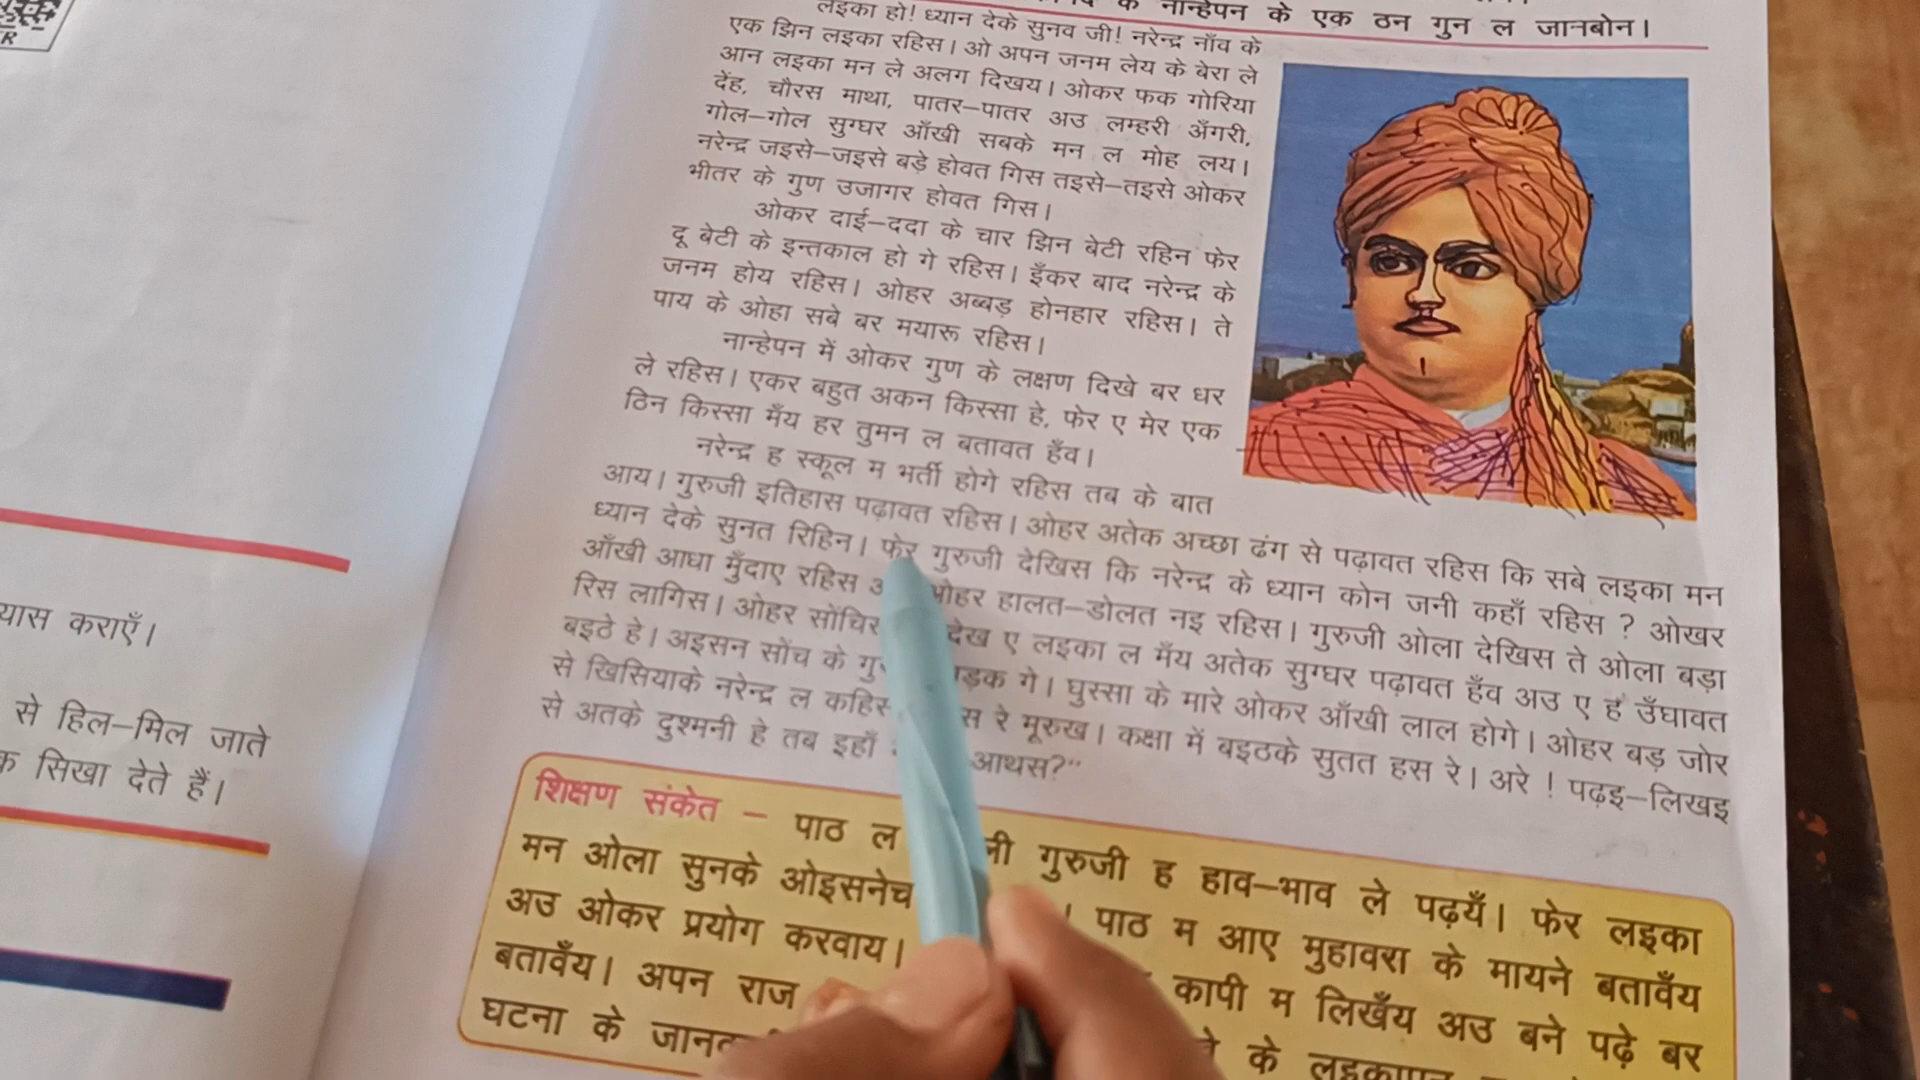 के नान्हेपन के एक ठन गुन ल जानबोन।
लइका हो! ध्यान देके सुनव जी! नरेन्द्र नाँव के
एक झिन लइका रहिस। ओ अपन जनम लेय के बेरा ले
आन लइका मन ले अलग दिखय। ओकर फक गोरिया
देंह, चौरस माथा, पातर–पातर अउ लम्हरी अँगरी,
गोल–गोल सुग्घर आँखी सबके मन ल मोह लय।
नरेन्द्र जइसे–जइसे बड़े होवत गिस तइसे–तइसे ओकर
भीतर के गुण उजागर होवत गिस।
ओकर दाई–ददा के चार झिन बेटी रहिन फेर
दू बेटी के इन्तकाल हो गे रहिस। इँकर बाद नरेन्द्र के
जनम होय रहिस। ओहर अब्बड़ होनहार रहिस। ते
पाय के ओहा सबे बर मयारू रहिस।
नान्हेपन में ओकर गुण के लक्षण दिखे बर धर
ले रहिस। एकर बहुत अकन किस्सा हे, फेर ए मेर एक
ठिन किस्सा मँय हर तुमन ल बतावत हँव।
नरेन्द्र ह स्कूल म भर्ती होगे रहिस तब के बात
आय। गुरुजी इतिहास पढ़ावत रहिस। ओहर अतेक अच्छा ढंग से पढ़ावत रहिस कि सबे लइका मन
ध्यान देके सुनत रिहिन। फेर गुरुजी देखिस कि नरेन्द्र के ध्यान कोन जनी कहाँ रहिस ? ओखर
आँखी आधा मुँदाए रहिस ओहर हालत–डोलत नइ रहिस। गुरुजी ओला देखिस ते ओला बड़ा
रिस लागिस। ओहर सोंचिस देख ए लइका ल मँय अतेक सुग्घर पढ़ावत हँव अउ ए हँ उँघावत
बइठे हे। अइसन सोंच के गे। घुस्सा के मारे ओकर आँखी लाल होगे। ओहर बड़ जोर
से खिसियाके नरेन्द्र ल कहिस रे मूरुख। कक्षा में बइठके सुतत हस रे। अरे ! पढ़इ–लिखइ
से अतके दुश्मनी हे तब इहाँ आथस?"
शिक्षण संकेत – पाठ ल गुरुजी ह हाव–भाव ले पढ़यँ। फेर लइका
मन ओला सुनके ओइसनेच । पाठ म आए मुहावरा के मायने बतावँय
अउ ओकर प्रयोग करवाय। कापी म लिखँय अउ बने पढ़े बर
बतावँय। अपन राज के
घटना के
यास कराएँ।
से हिल–मिल जाते
सिखा देते हैं।
R